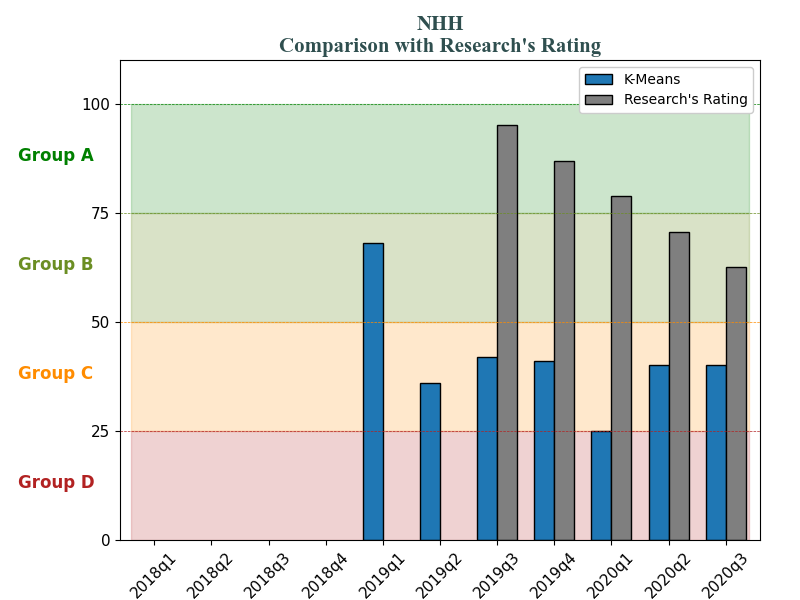 NHH
Comparison with Research's Rating
K-Means
Research's Rating
100
Group A
75
Group B
50
Group C
25
Group D
0
2018q1
2018q2
2018q3
2018q4
2019q1
2019q2
2019q3
2019q4
2020q1
2020q2
2020q3